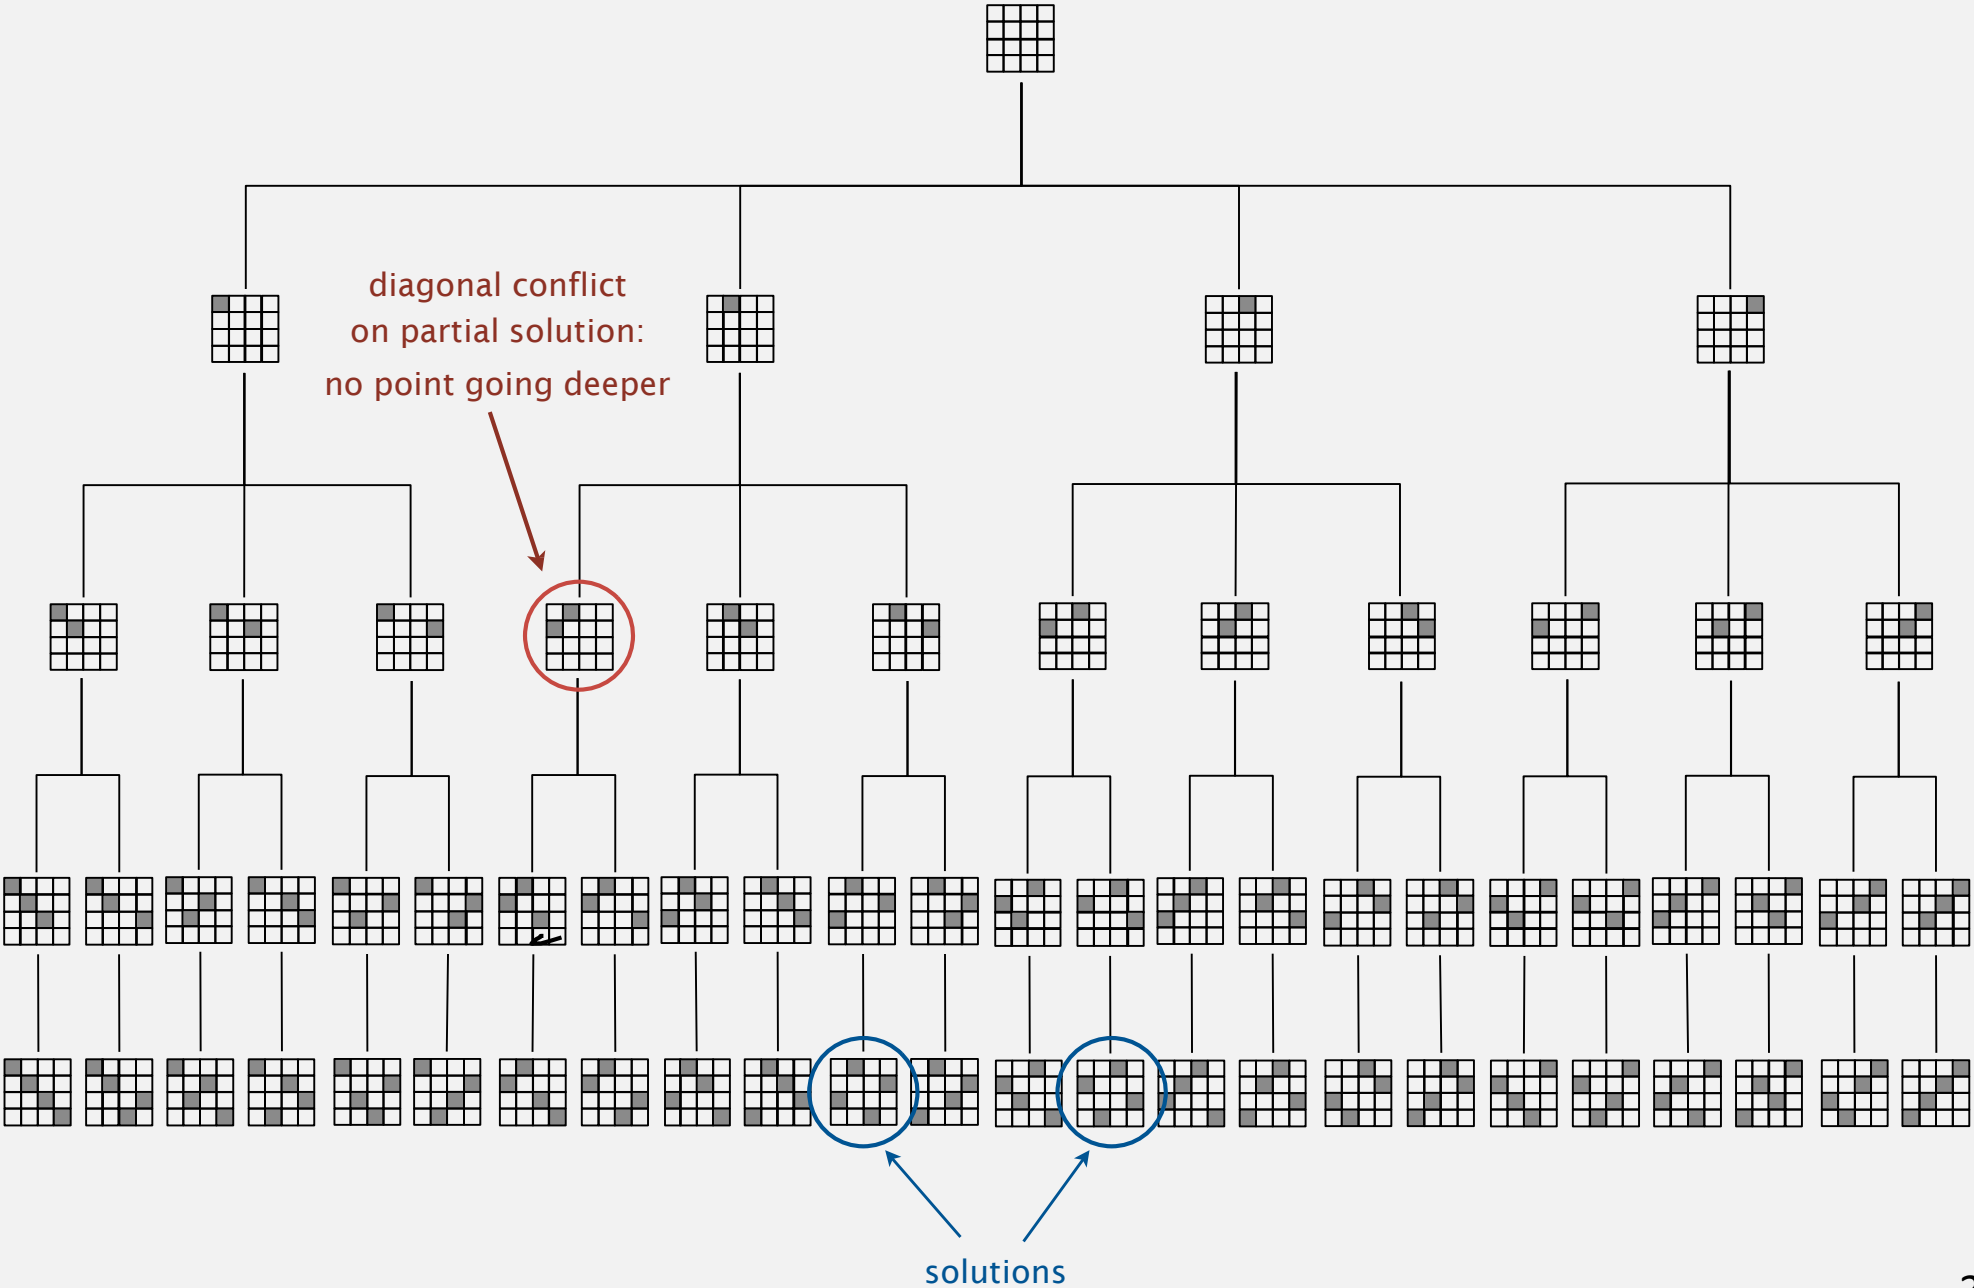 diagonal conflict
on partial solution:
no point going deeper
solutions